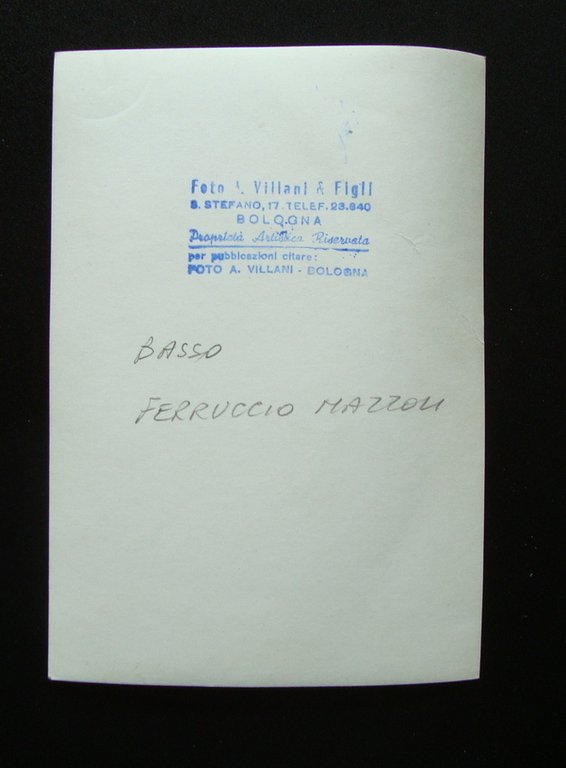 Foto A. Villani & Figli
S. STEFANO, 17. TELEF. 23.640
BOLOGNA
Proprietà Artistica Riservata
per pubblicazioni citare:
FOTO A. VILLANI - BOLOGNA
BASSO
FERRUCCIO MAZZOLI